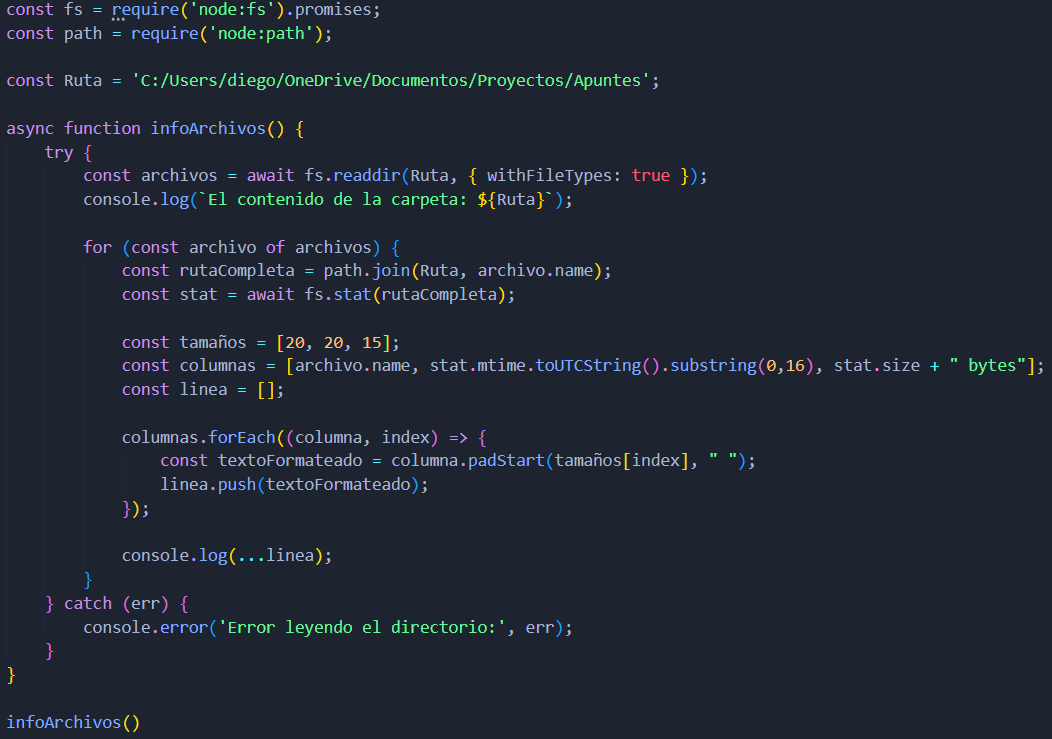 const fs = require('node:fs').promises;
const path = require('node:path');
const Ruta = 'C:/Users/diego/OneDrive/Documentos/Proyectos/Apuntes';
async function infoArchivos() {
    try {
        const archivos = await fs.readdir(Ruta, { withFileTypes: true });
        console.log(`El contenido de la carpeta: ${Ruta}`);
        for (const archivo of archivos) {
            const rutaCompleta = path.join(Ruta, archivo.name);
            const stat = await fs.stat(rutaCompleta);
            const tamaños = [20, 20, 15];
            const columnas = [archivo.name, stat.mtime.toUTCString().substring(0,16), stat.size + " bytes"];
            const linea = [];
            columnas.forEach((columna, index) => {
                const textoFormateado = columna.padStart(tamaños[index], " ");
                linea.push(textoFormateado);
            });
            console.log(...linea);
        }
    } catch (err) {
        console.error('Error leyendo el directorio:', err);
    }
}
infoArchivos()